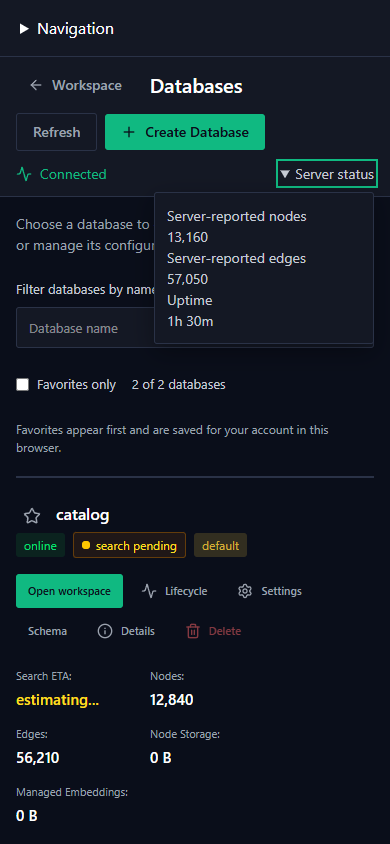 Navigation
Workspace
Databases
Refresh
Create Database
Connected
Server status
Server-reported nodes
13,160
Server-reported edges
57,050
Uptime
1h 30m
Choose a database to
or manage its configur
Filter databases by name
Database name
Favorites only
2 of 2 databases
Favorites appear first and are saved for your account in this
browser.
catalog
online
search pending
default
Open workspace
Lifecycle
Settings
Schema
Details
Delete
Search ETA:
estimating...
Nodes:
12,840
Edges:
56,210
Node Storage:
0 B
Managed Embeddings:
0 B